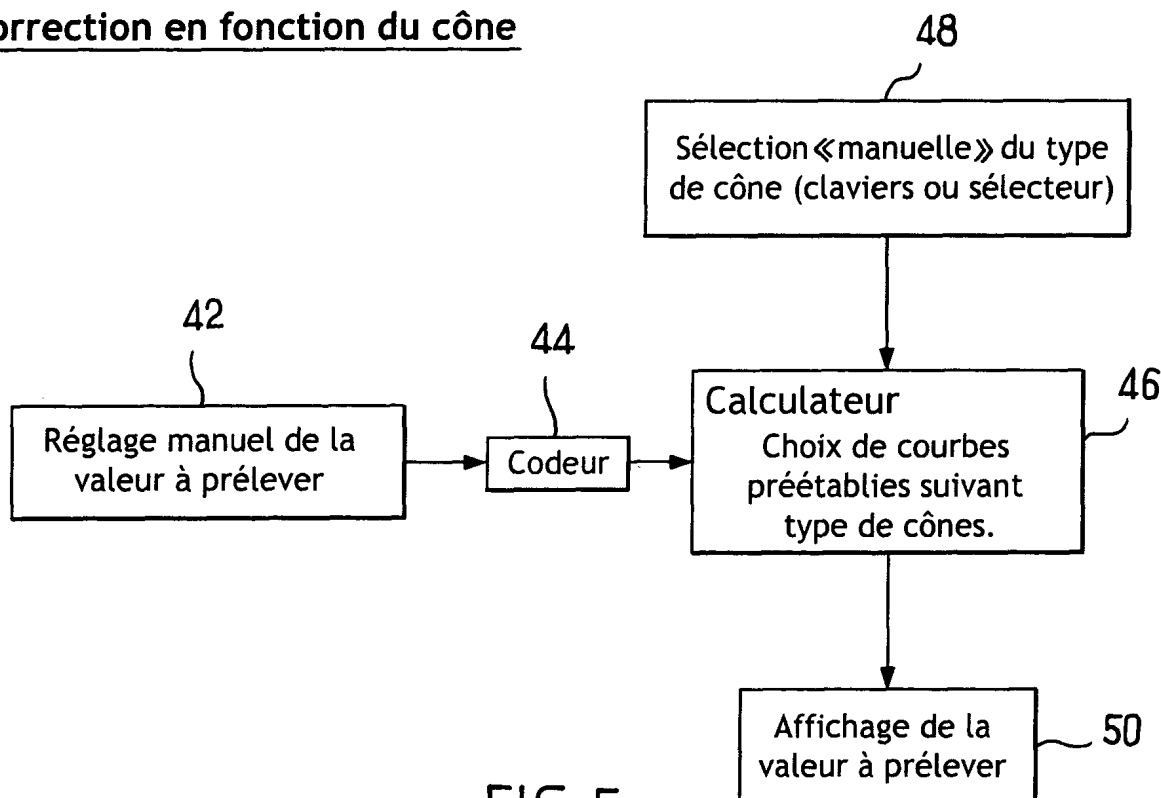 orrection en fonction du cône
48
Sélection «manuelle» du type
de cône (claviers ou sélecteur)
42
44
46
Réglage manuel de la
valeur à prélever
Codeur
Calculateur
Choix de courbes
préétablies suivant
type de cônes.
Affichage de la
valeur à prélever
50